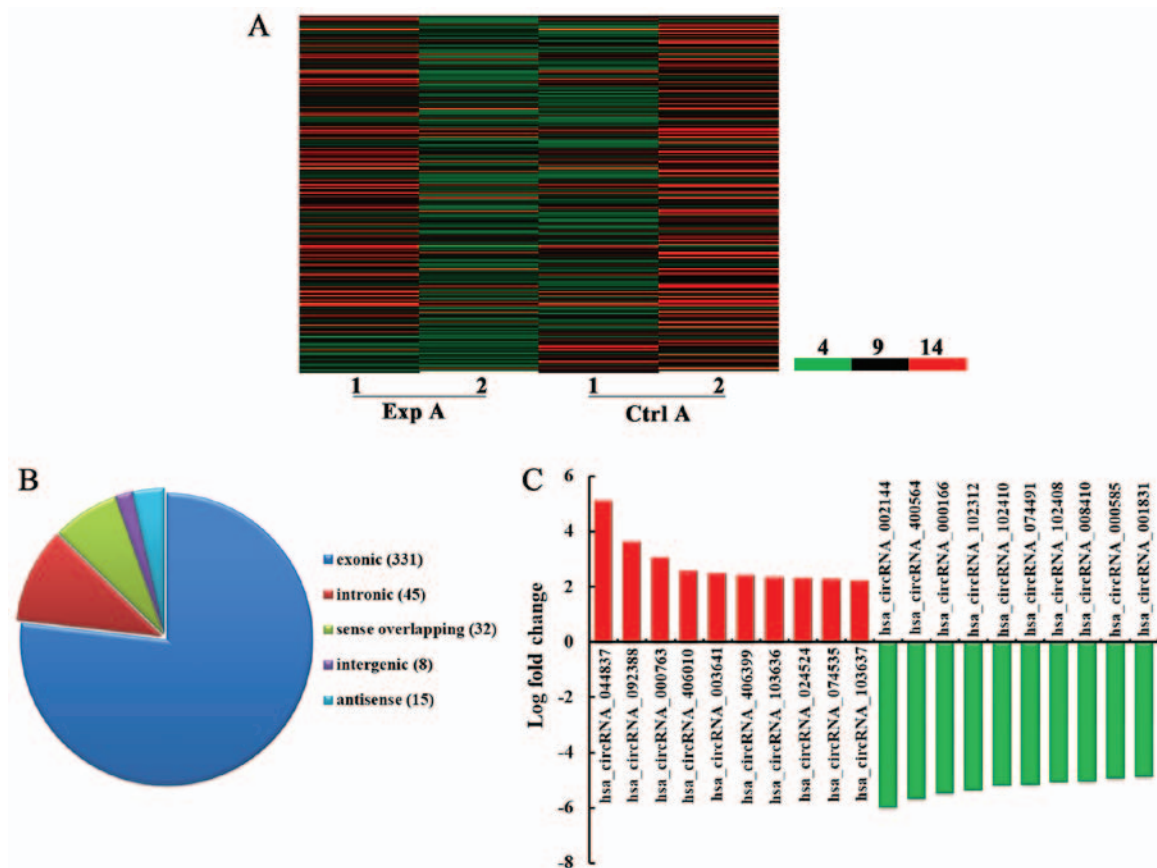 A
4 9 14
1 2 1 2
Exp A Ctrl A
B
exonic (331)
intronic (45)
sense overlapping (32)
intergenic (8)
antisense (15)
C
Log fold change
6
4
2
0
-2
-4
-6
-8
hsa_circRNA_044837
hsa_circRNA_092388
hsa_circRNA_000763
hsa_circRNA_406010
hsa_circRNA_003641
hsa_circRNA_406399
hsa_circRNA_103636
hsa_circRNA_024524
hsa_circRNA_074535
hsa_circRNA_103637
hsa_circRNA_002144
hsa_circRNA_400564
hsa_circRNA_000166
hsa_circRNA_102312
hsa_circRNA_102410
hsa_circRNA_074491
hsa_circRNA_102408
hsa_circRNA_008410
hsa_circRNA_000585
hsa_circRNA_001831